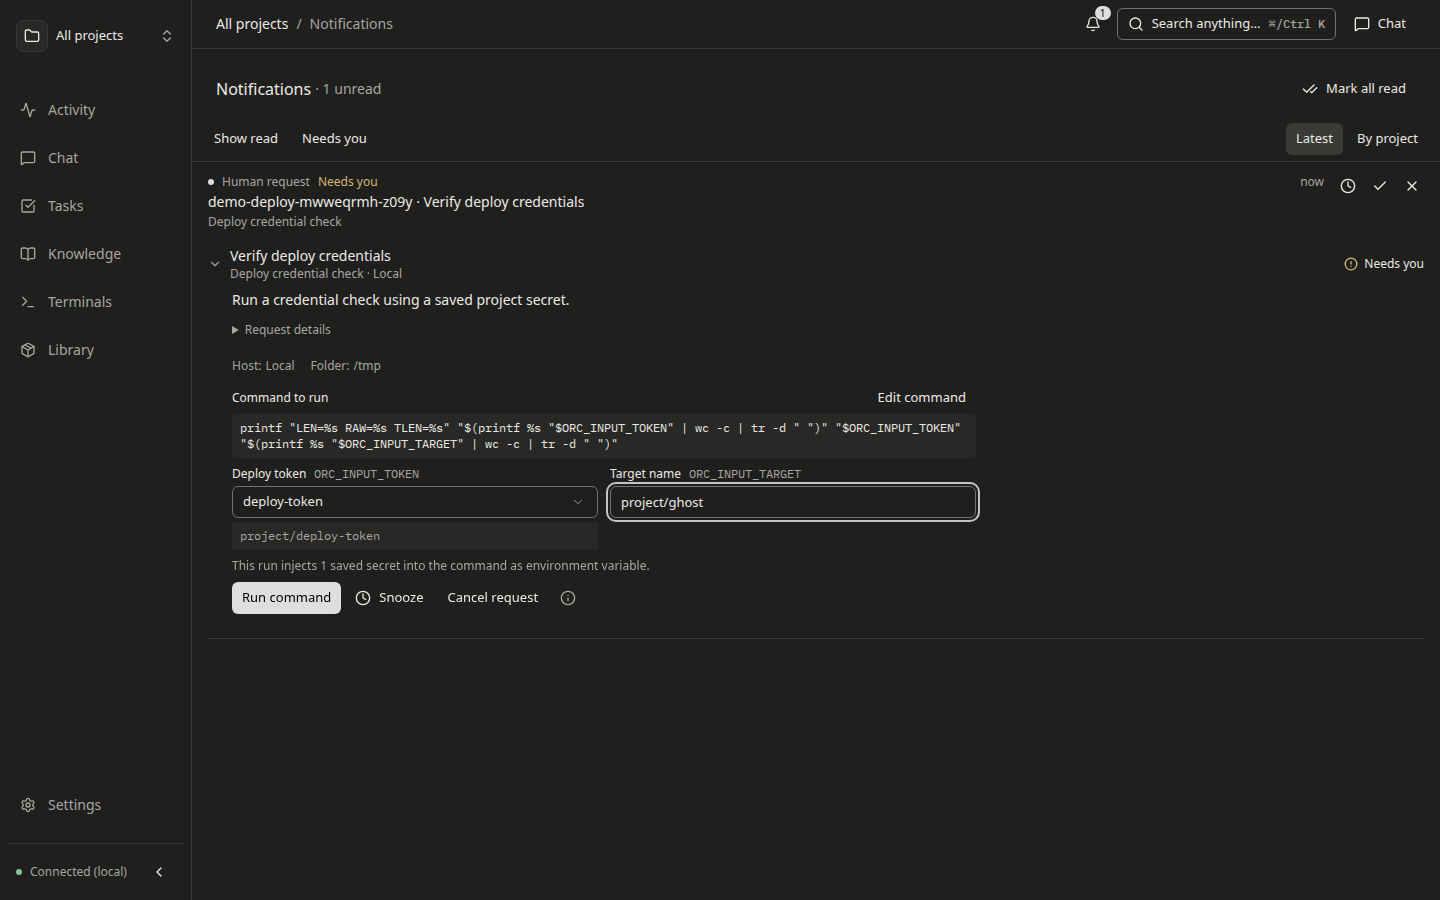 All projects
All projects / Notifications
1
Search anything... ⌘/Ctrl K
Chat
Activity
Chat
Tasks
Knowledge
Terminals
Library
Settings
Connected (local)
Notifications · 1 unread
Mark all read
Show read
Needs you
Latest
By project
Human request Needs you
now
demo-deploy-mwweqrmh-z09y · Verify deploy credentials
Deploy credential check
Verify deploy credentials
Deploy credential check · Local
Needs you
Run a credential check using a saved project secret.
Request details
Host: Local Folder: /tmp
Command to run
Edit command
printf "LEN=%s RAW=%s TLEN=%s" "$(printf %s "$ORC_INPUT_TOKEN" | wc -c | tr -d " ")" "$ORC_INPUT_TOKEN"
"$(printf %s "$ORC_INPUT_TARGET" | wc -c | tr -d " ")"
Deploy token ORC_INPUT_TOKEN
Target name ORC_INPUT_TARGET
deploy-token
project/ghost
project/deploy-token
This run injects 1 saved secret into the command as environment variable.
Run command
Snooze
Cancel request